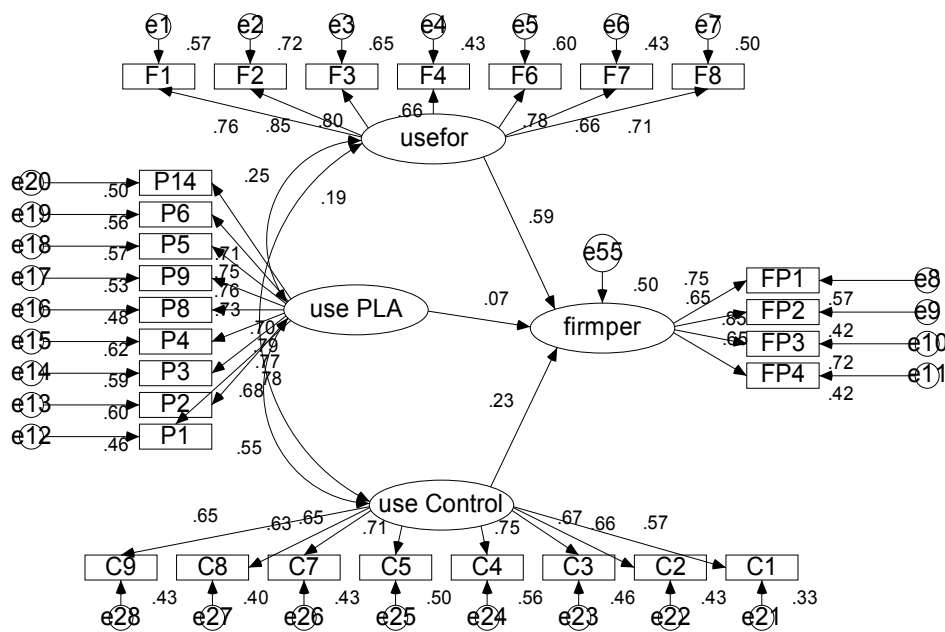 e1 e2 e3 e4 e5 e6 e7
.57 .72 .65 .43 .60 .43 .50
F1 F2 F3 F4 F6 F7 F8
.76 .85 .80 .66 .78 .66 .71
usefor
.25 .19
.59
e20 .50 P14
e19 .56 P6
e18 .57 P5
e17 .53 P9
e16 .48 P8
e15 .62 P4
e14 .59 P3
e13 .60 P2
e12 .46 P1
.71
.75
.76
.73
.70
.79
.77
.78
.68
use PLA
.07
e55
.50
firmper
.75
.65
.85
.65
FP1 .57 e8
FP2 .42 e9
FP3 .72 e10
FP4 .42 e11
.23
.55
use Control
.65 .63 .65 .71 .75 .67 .66 .57
C9 C8 C7 C5 C4 C3 C2 C1
.43 .40 .43 .50 .56 .46 .43 .33
e28 e27 e26 e25 e24 e23 e22 e21